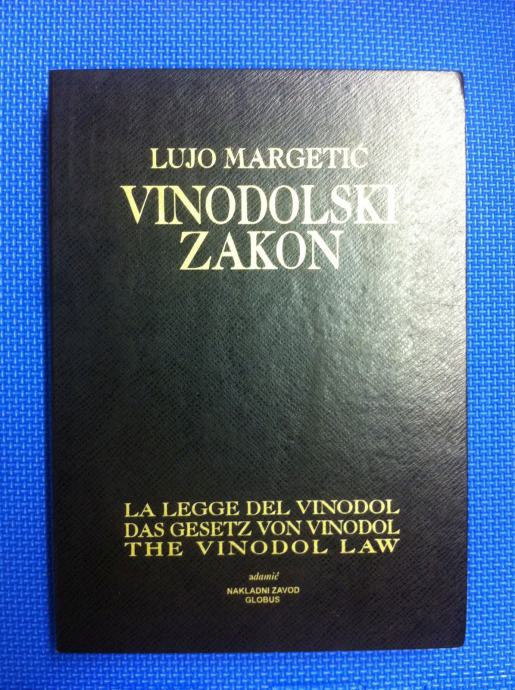 LUJO MARGETIĆ
VINODOLSKI
ZAKON
LA LEGGE DEL VINODOL
DAS GESETZ VON VINODOL
THE VINODOL LAW
adamić
NAKLADNI ZAVOD
GLOBUS